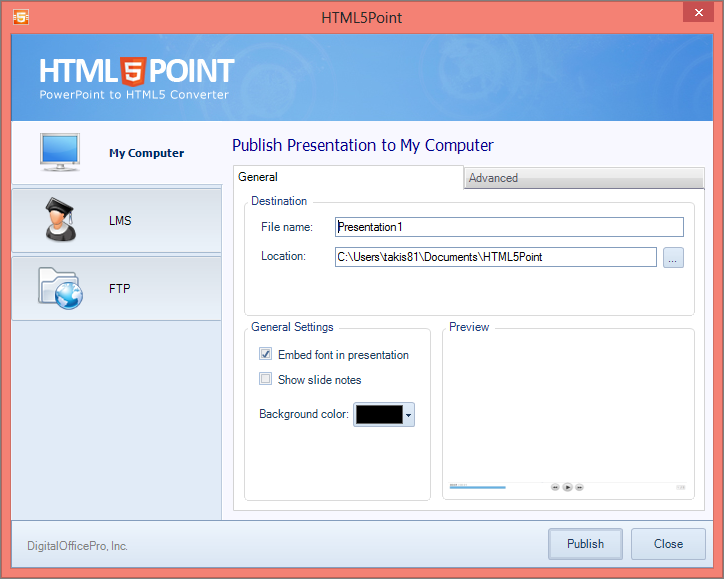 HTML5Point
HTML5POINT
PowerPoint to HTML5 Converter
My Computer
LMS
FTP
Publish Presentation to My Computer
General
Advanced
Destination
File name:
Presentation1
Location:
C:\Users\takis81\Documents\HTML5Point
...
General Settings
Embed font in presentation
Show slide notes
Background color:
Preview
DigitalOfficePro, Inc.
Publish
Close